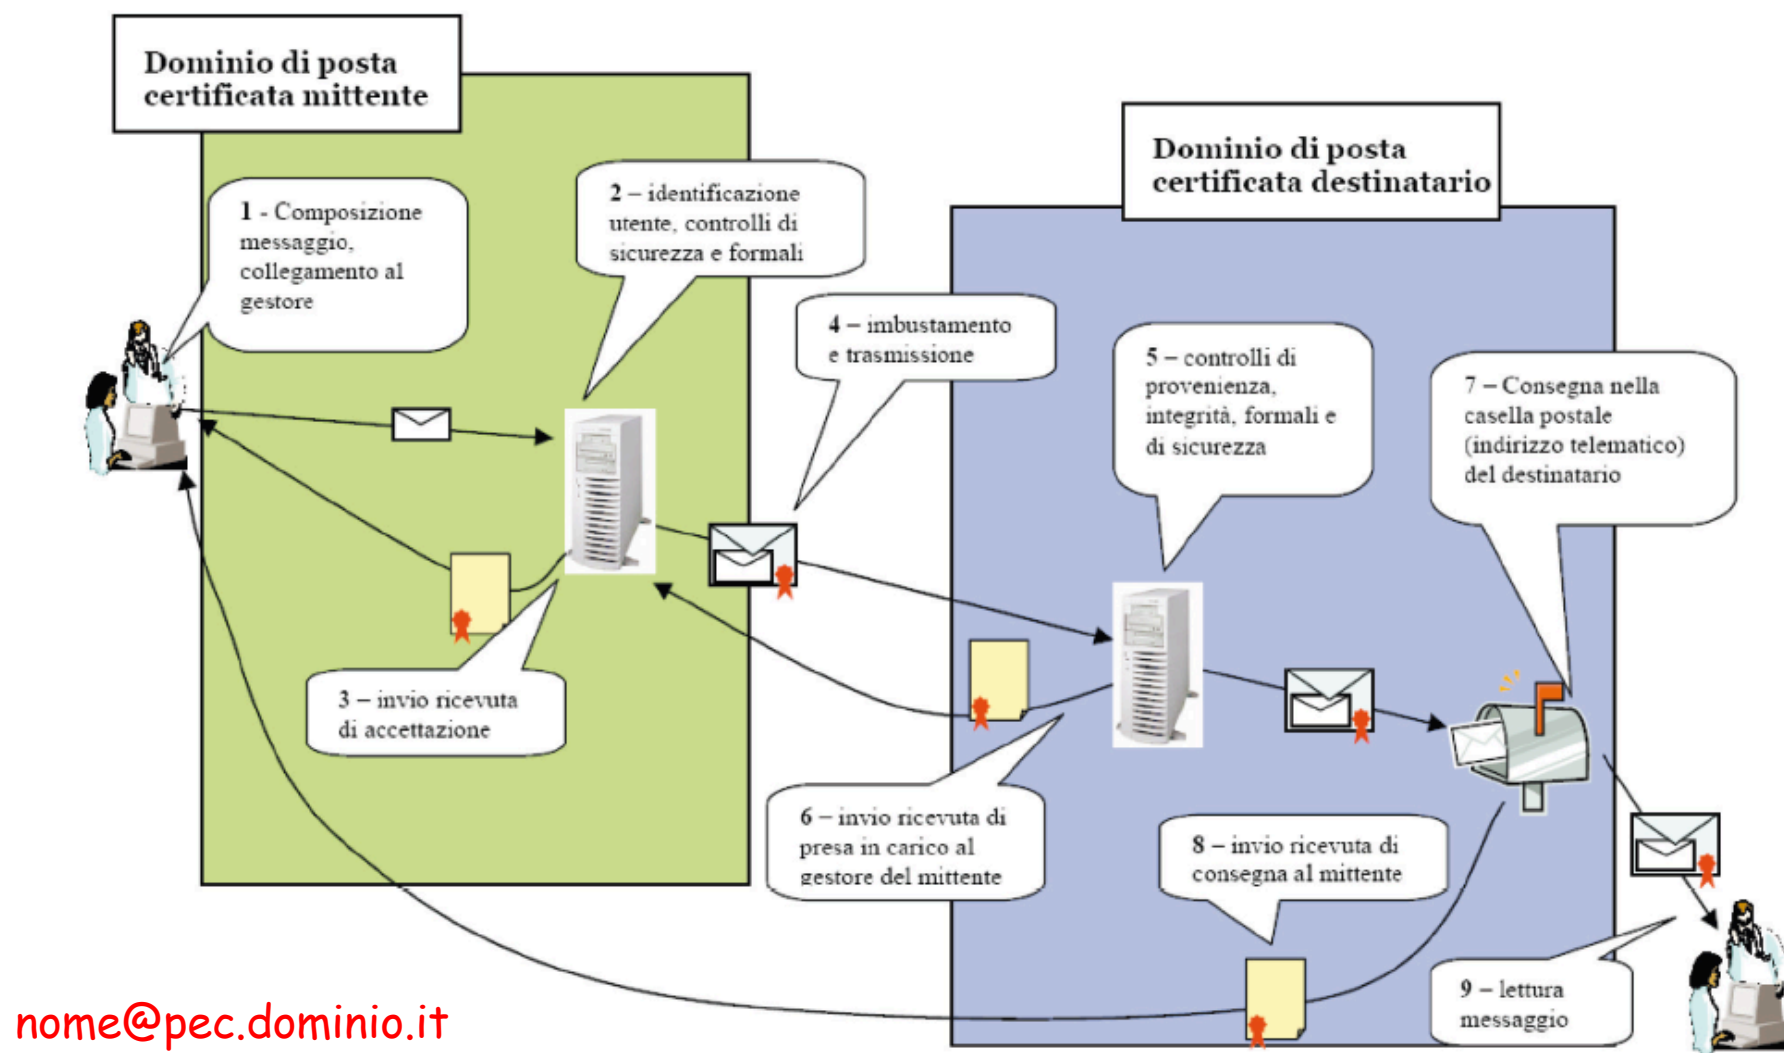 Dominio di posta
certificata mittente
1 - Composizione
messaggio,
collegamento al
gestore
2 – identificazione
utente, controlli di
sicurezza e formali
3 – invio ricevuta
di accettazione
4 – imbustamento
e trasmissione
Dominio di posta
certificata destinatario
5 – controlli di
provenienza,
integrità, formali e
di sicurezza
6 – invio ricevuta di
presa in carico al
gestore del mittente
7 – Consegna nella
casella postale
(indirizzo telematico)
del destinatario
8 – invio ricevuta di
consegna al mittente
9 – lettura
messaggio
nome@pec.dominio.it